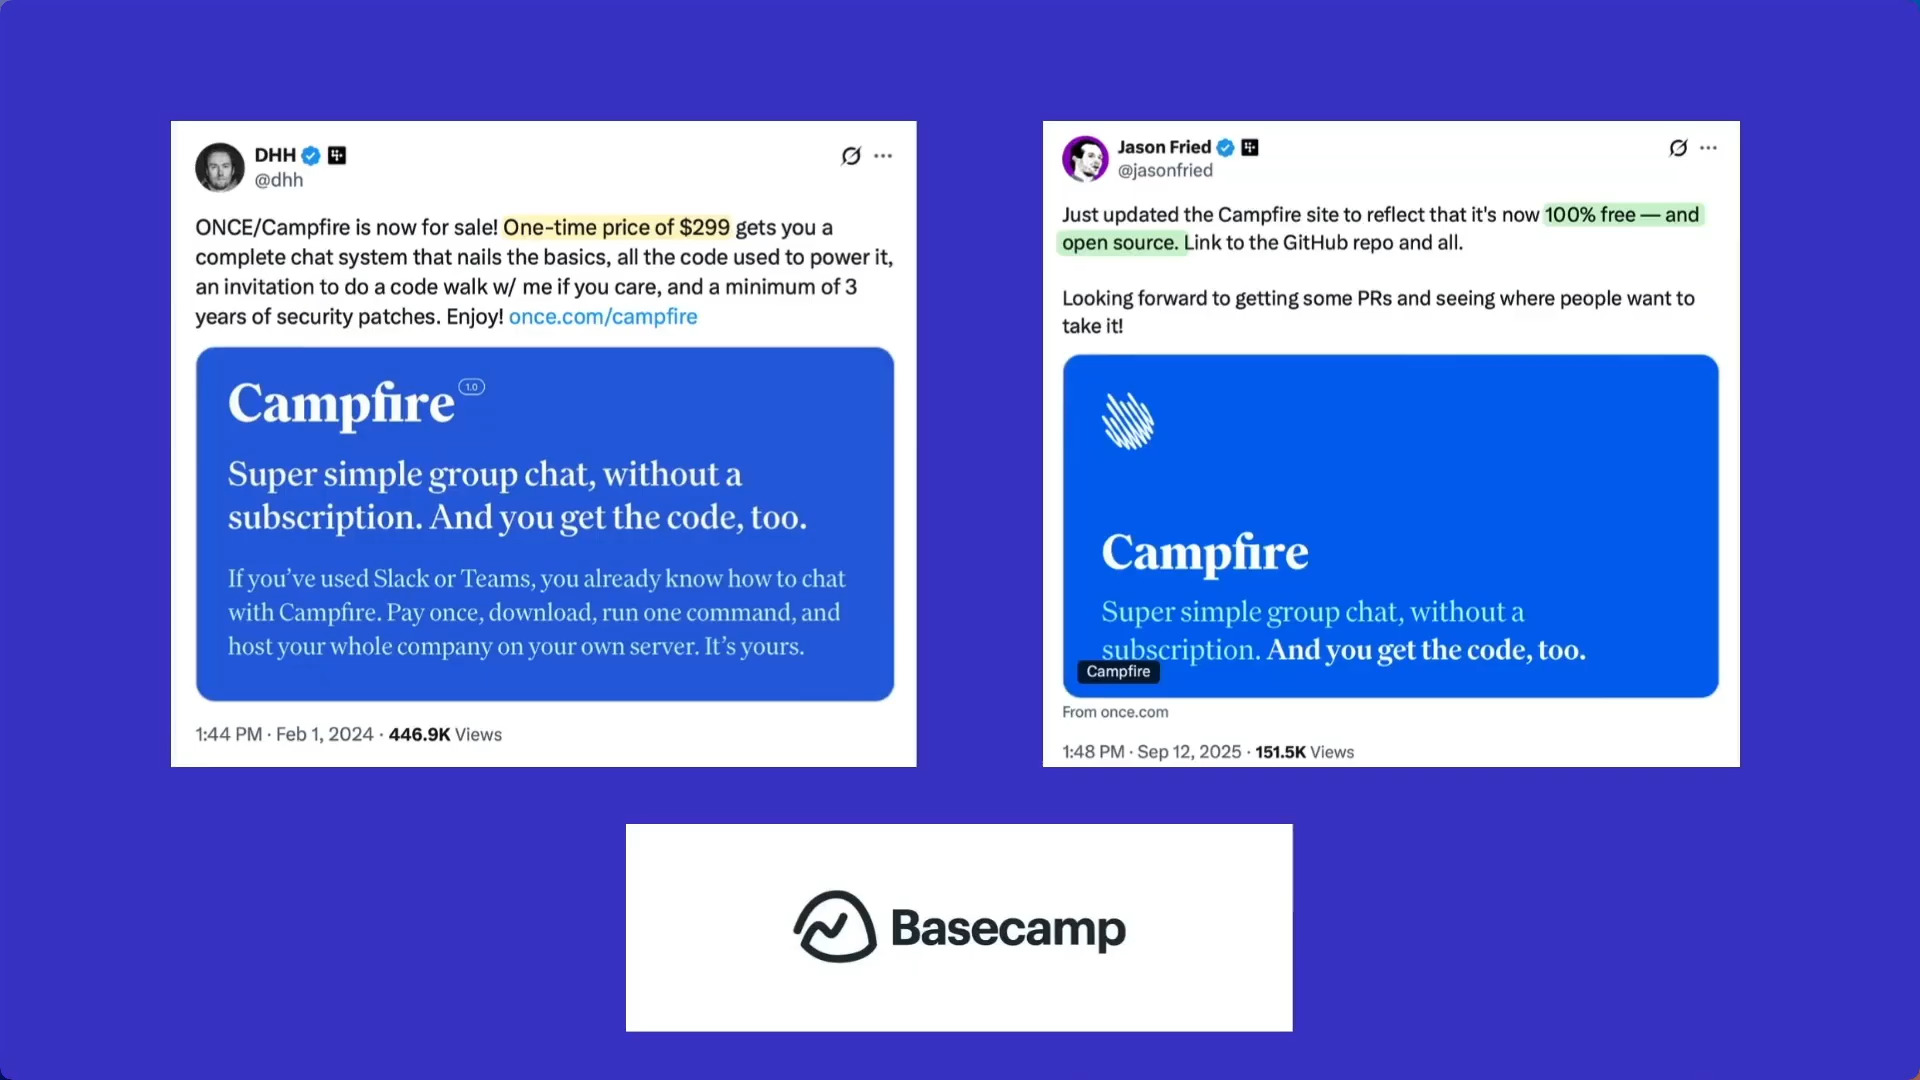 DHH
@dhh
ONCE/Campfire is now for sale! One-time price of $299 gets you a
complete chat system that nails the basics, all the code used to power it,
an invitation to do a code walk w/ me if you care, and a minimum of 3
years of security patches. Enjoy! once.com/campfire
Campfire 1.0
Super simple group chat, without a
subscription. And you get the code, too.
If you’ve used Slack or Teams, you already know how to chat
with Campfire. Pay once, download, run one command, and
host your whole company on your own server. It’s yours.
1:44 PM · Feb 1, 2024 · 446.9K Views
Jason Fried
@jasonfried
Just updated the Campfire site to reflect that it's now 100% free — and
open source. Link to the GitHub repo and all.
Looking forward to getting some PRs and seeing where people want to
take it!
Campfire
Super simple group chat, without a
subscription. And you get the code, too.
Campfire
From once.com
1:48 PM · Sep 12, 2025 · 151.5K Views
Basecamp